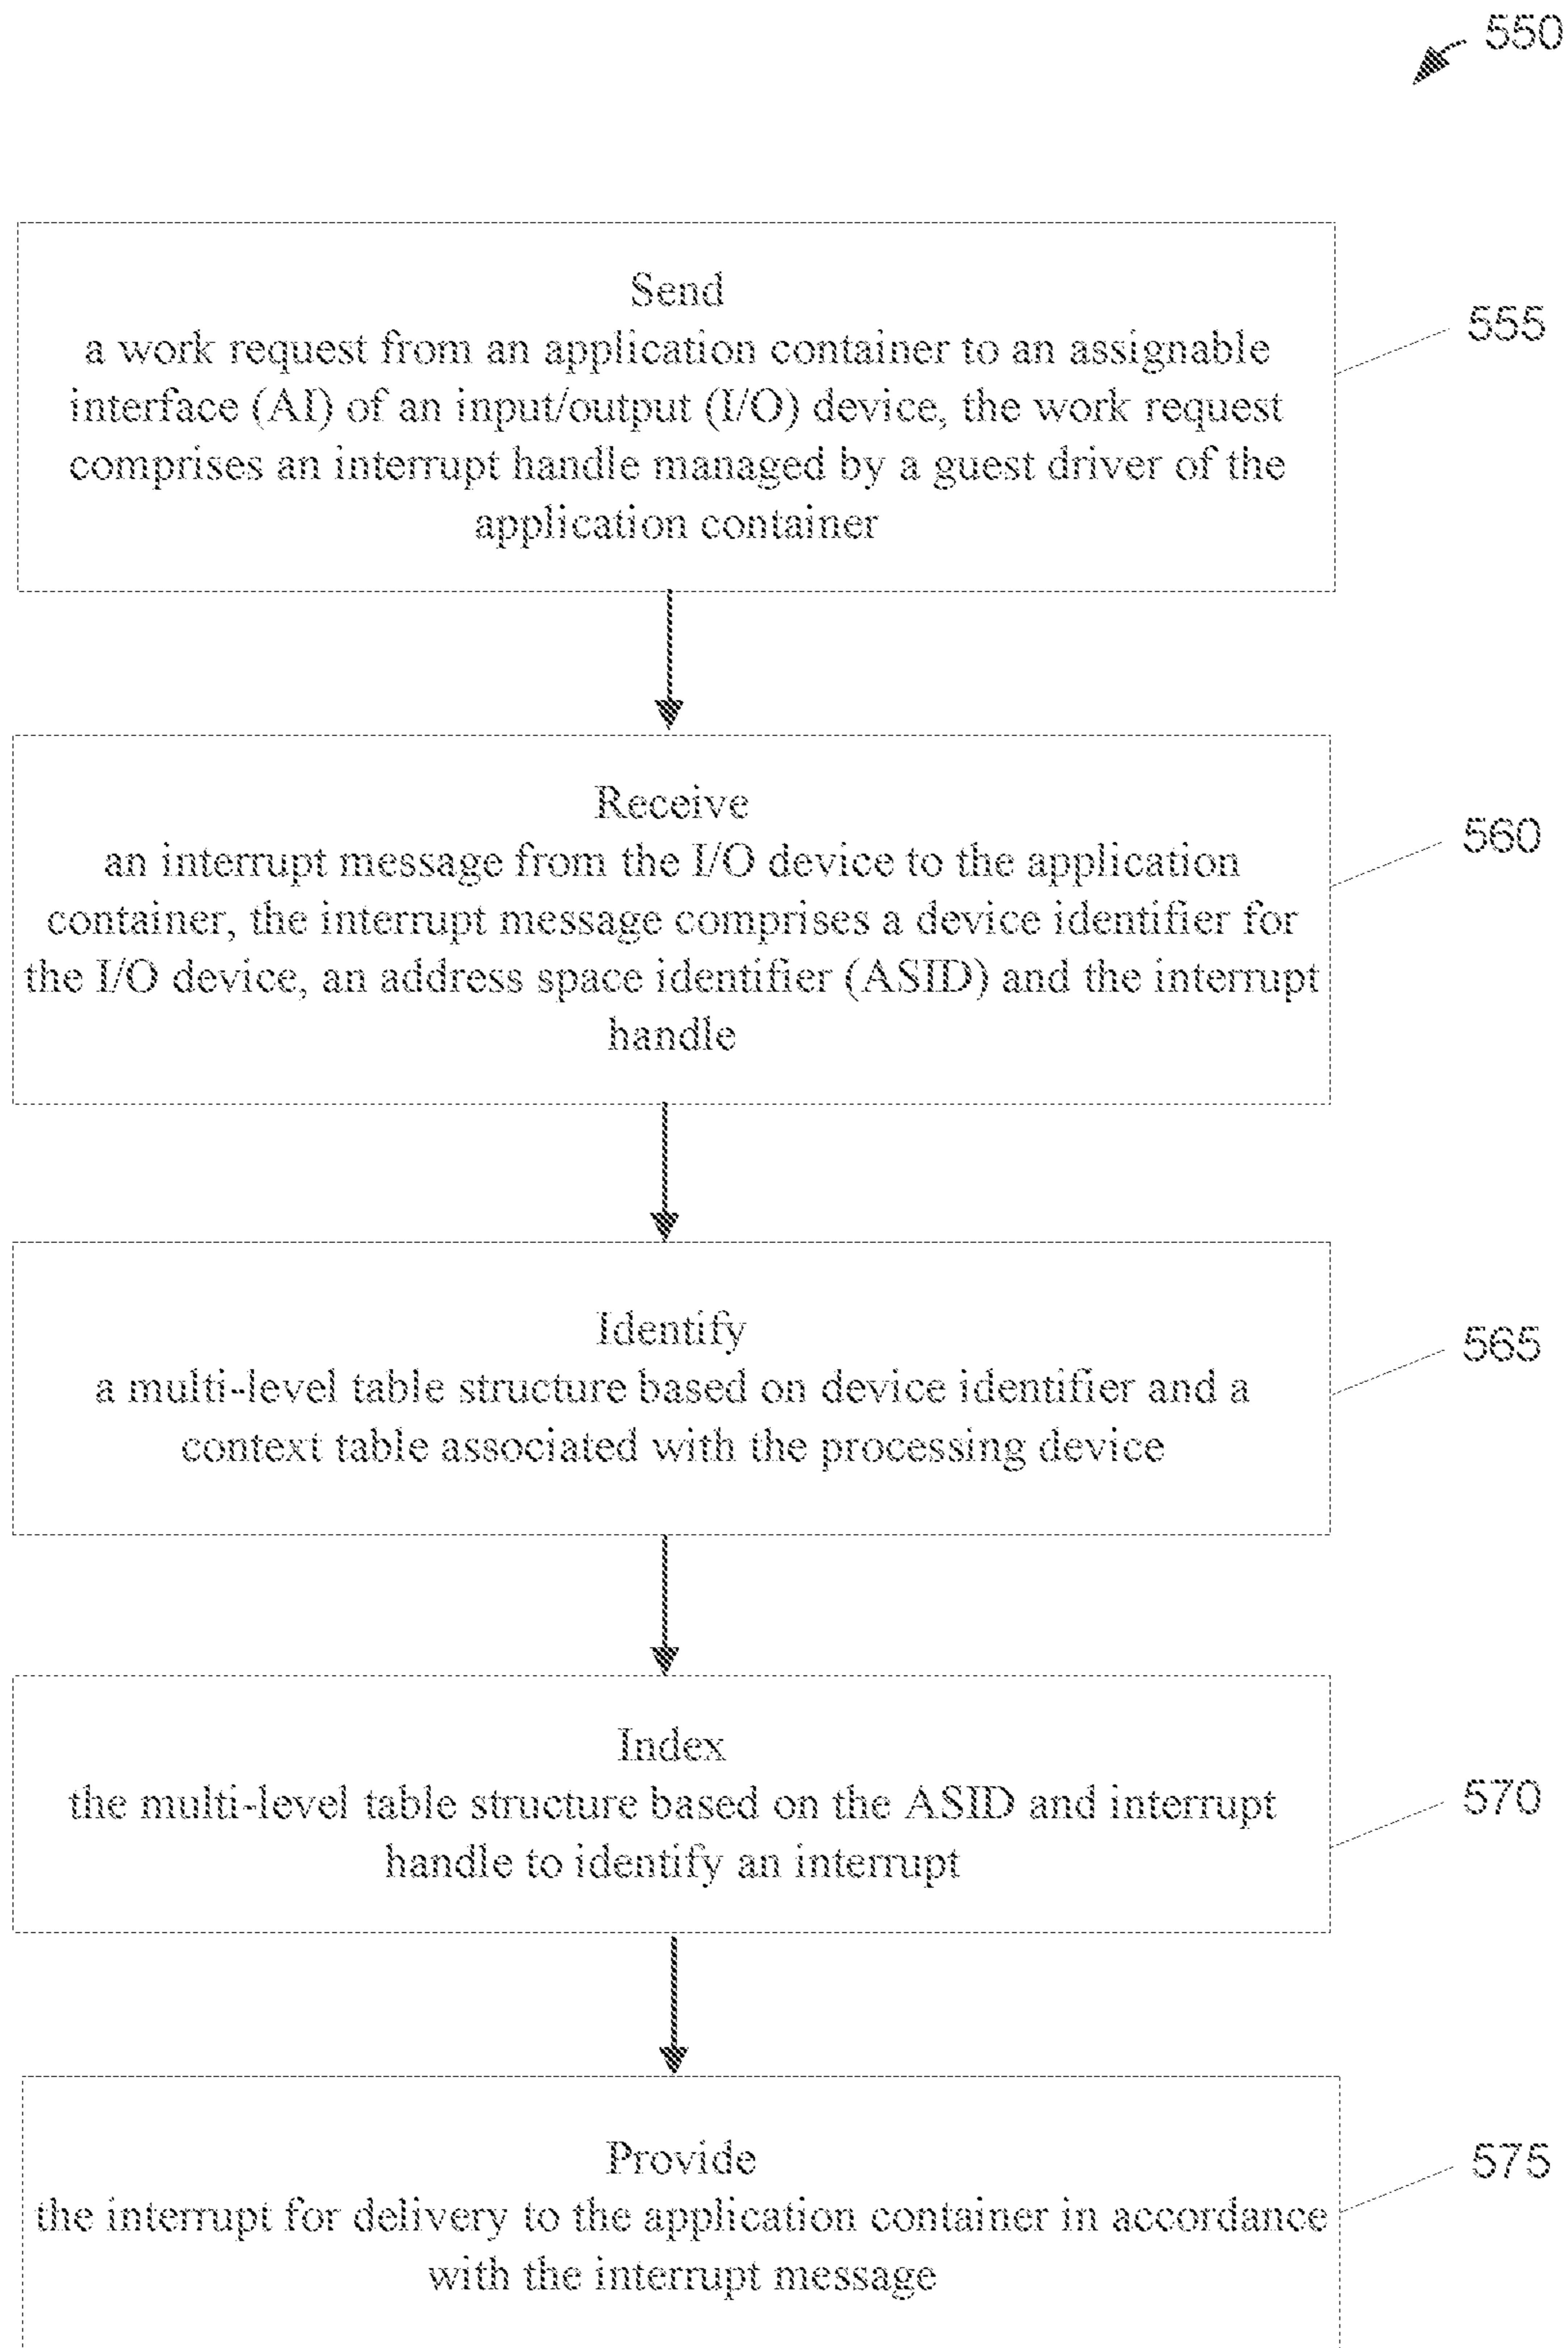 550
Send
a work request from an application container to an assignable
interface (AI) of an input/output (I/O) device, the work request
comprises an interrupt handle managed by a guest driver of the
application container
555
Receive
an interrupt message from the I/O device to the application
container, the interrupt message comprises a device identifier for
the I/O device, an address space identifier (ASID) and the interrupt
handle
560
Identify
a multi-level table structure based on device identifier and a
context table associated with the processing device
565
Index
the multi-level table structure based on the ASID and interrupt
handle to identify an interrupt
570
Provide
the interrupt for delivery to the application container in accordance
with the interrupt message
575